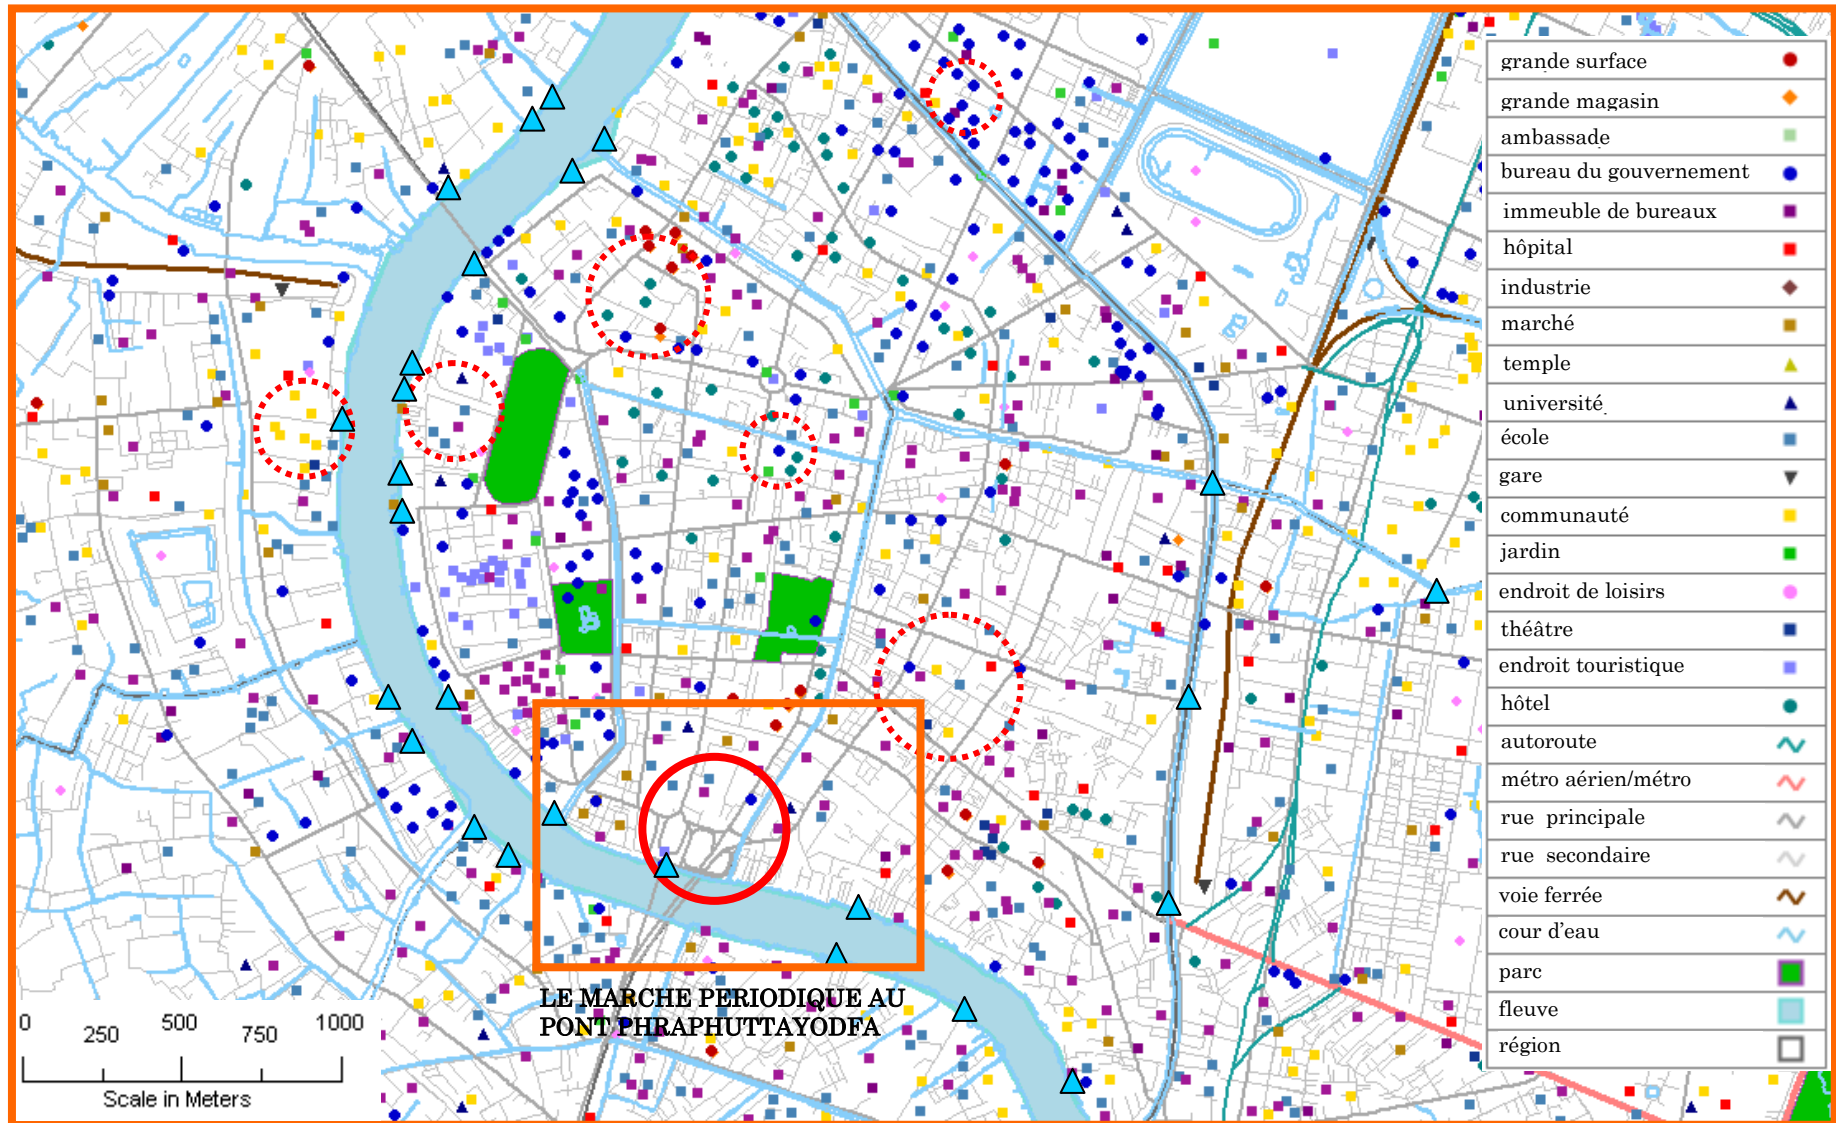 grande surface
grande magasin
ambassade
bureau du gouvernement
immeuble de bureaux
hôpital
industrie
marché
temple
université
école
gare
communauté
jardin
endroit de loisirs
théâtre
endroit touristique
hôtel
autoroute
métro aérien/métro
rue principale
rue secondaire
voie ferrée
cour d'eau
parc
fleuve
région
LE MARCHE PERIODIQUE AU
PONT PHRAPHUTTAYODFA
0 250 500 750 1000
Scale in Meters